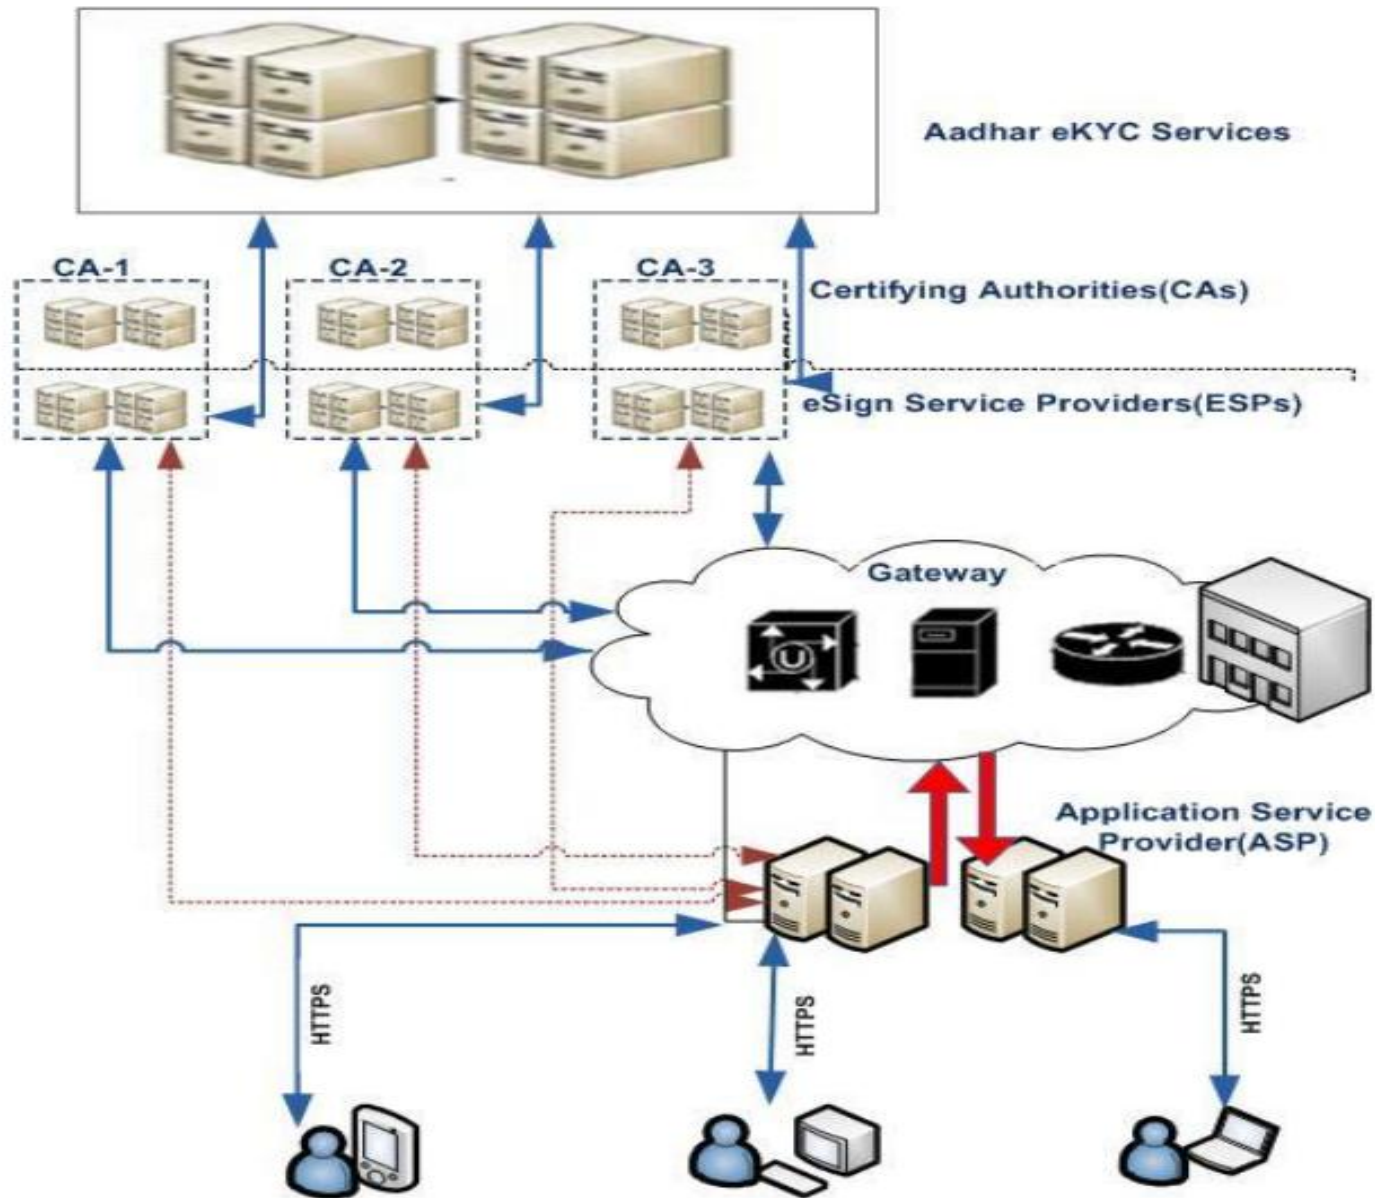 Aadhar eKYC Services
CA-1
CA-2
CA-3
Certifying Authorities(CAs)
eSign Service Providers(ESPs)
Gateway
Application Service
Provider(ASP)
HTTPS
HTTPS
HTTPS
U